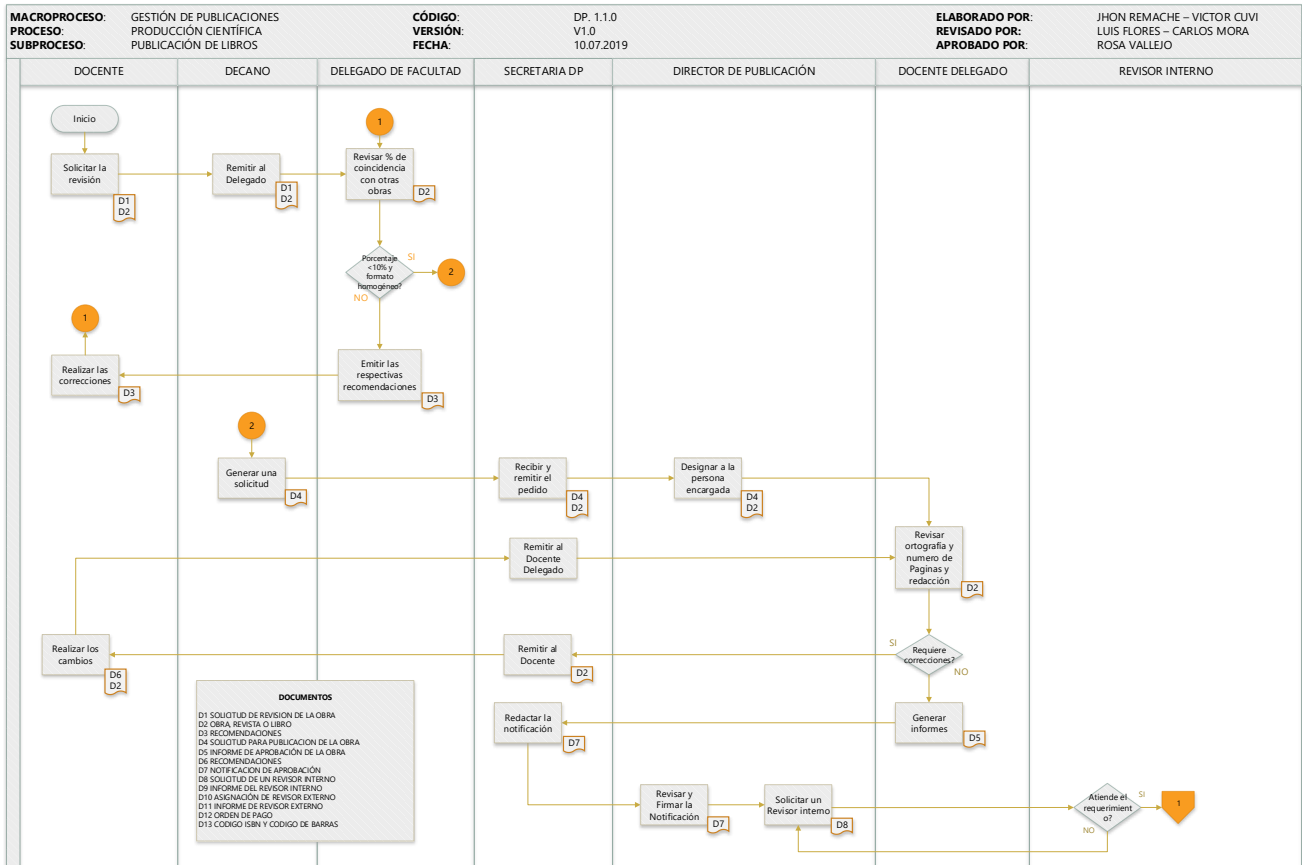 MACROPROCESO: GESTIÓN DE PUBLICACIONES CÓDIGO: DP. 1.1.0 ELABORADO POR: JHON REMACHE – VICTOR CUVI
PROCESO: PRODUCCIÓN CIENTÍFICA VERSIÓN: V1.0 REVISADO POR: LUIS FLORES – CARLOS MORA
SUBPROCESO: PUBLICACIÓN DE LIBROS FECHA: 10.07.2019 APROBADO POR: ROSA VALLEJO
DOCENTE DECANO DELEGADO DE FACULTAD SECRETARIA DP DIRECTOR DE PUBLICACIÓN DOCENTE DELEGADO REVISOR INTERNO
Inicio
1
Solicitar la
revisión
D1
D2
Remitir al
Delegado
D1
D2
Revisar % de
coincidencia
con otras
obras
D2
Porcentaje
<10% y
formato
homogéneo?
SI
2
NO
1
Realizar las
correcciones
D3
Emitir las
respectivas
recomendaciones
D3
2
Generar una
solicitud
D4
Recibir y
remitir el
pedido
D4
D2
Designar a la
persona
encargada
D4
D2
Remitir al
Docente
Delegado
Revisar
ortografía y
numero de
Paginas y
redacción
D2
Realizar los
cambios
D6
D2
Remitir al
Docente
D2
SI
Requiere
correcciones?
NO
Redactar la
notificación
D7
Generar
informes
D5
DOCUMENTOS
D1 SOLICITUD DE REVISION DE LA OBRA
D2 OBRA, REVISTA O LIBRO
D3 RECOMENDACIONES
D4 SOLICITUD PARA PUBLICACION DE LA OBRA
D5 INFORME DE APROBACIÓN DE LA OBRA
D6 RECOMENDACIONES
D7 NOTIFICACION DE APROBACIÓN
D8 SOLICITUD DE UN REVISOR INTERNO
D9 INFORME DEL REVISOR INTERNO
D10 ASIGNACIÓN DE REVISOR EXTERNO
D11 INFORME DE REVISOR EXTERNO
D12 ORDEN DE PAGO
D13 CODIGO ISBN Y CODIGO DE BARRAS
Revisar y
Firmar la
Notificación
D7
Solicitar un
Revisor interno
D8
Atiende el
requerimient
o?
SI
NO
1